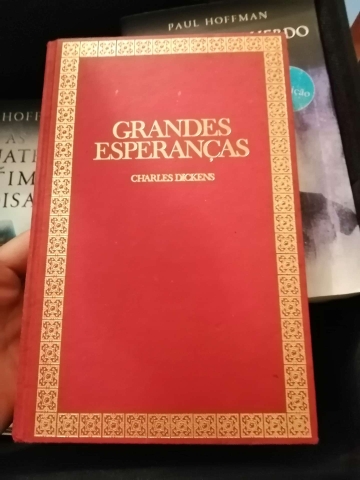 PAUL HOFFMAN
GRANDES
ESPERANÇAS
CHARLES DICKENS